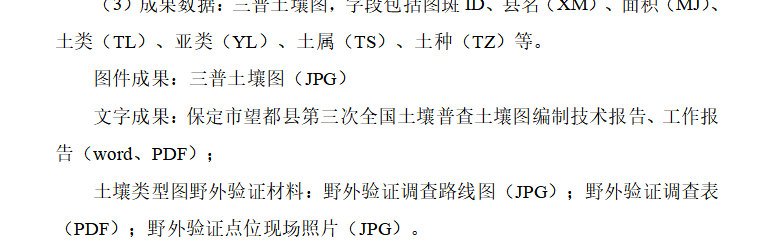 （3）成果数据：三普土壤图，字段包括图斑 ID、县名（XM）、面积（MJ）、
土类（TL）、亚类（YL）、土属（TS）、土种（TZ）等。
图件成果：三普土壤图（JPG）
文字成果：保定市望都县第三次全国土壤普查土壤图编制技术报告、工作报
告（word、PDF）；
土壤类型图野外验证材料：野外验证调查路线图（JPG）；野外验证调查表
（PDF）；野外验证点位现场照片（JPG）。